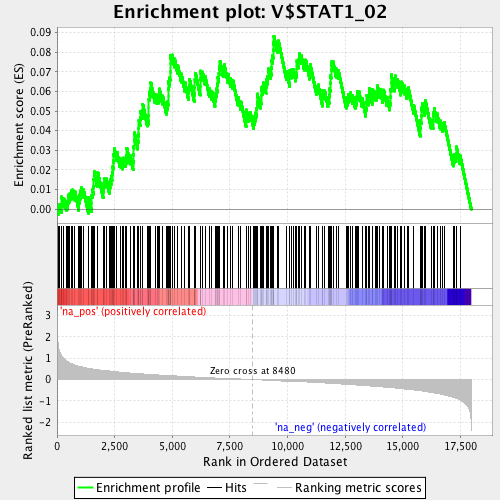 Enrichment plot: V$STAT1_02
Enrichment score (ES)
0.09
0.08
0.07
0.06
0.05
0.04
0.03
0.02
0.01
0.00
Ranked list metric (PreRanked)
3
2
1
0
-1
-2
'na_pos' (positively correlated)
Zero cross at 8480
'na_neg' (negatively correlated)
0
2,500
5,000
7,500
10,000
12,500
15,000
17,500
Rank in Ordered Dataset
Enrichment profile
Hits
Ranking metric scores